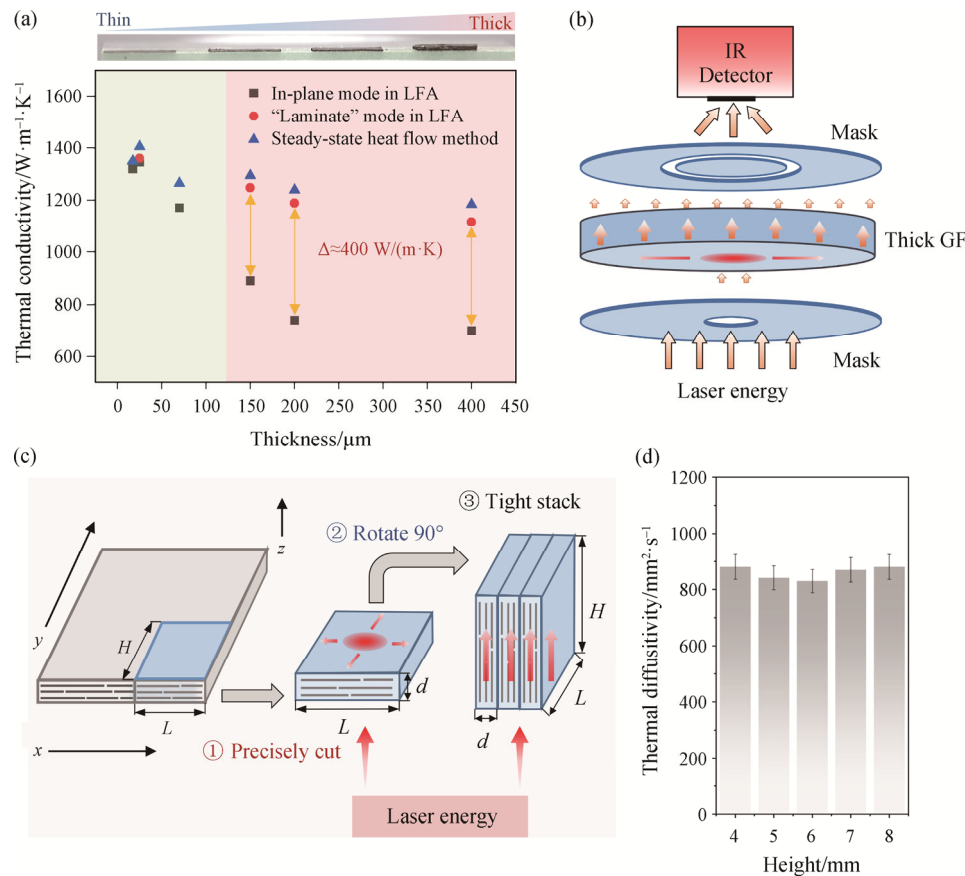 (a)
Thin
Thick
Thermal conductivity/W·m⁻¹·K⁻¹
1600
1400
1200
1000
800
600
In-plane mode in LFA
“Laminate” mode in LFA
Steady-state heat flow method
Δ≈400 W/(m·K)
0 50 100 150 200 250 300 350 400 450
Thickness/μm
(b)
IR
Detector
Mask
Thick GF
Mask
Laser energy
(c)
③ Tight stack
② Rotate 90°
z
y
H
L
x
① Precisely cut
d
L
H
L
d
Laser energy
(d)
Thermal diffusitivity/mm²·s⁻¹
1200
1000
800
600
400
200
0
4 5 6 7 8
Height/mm